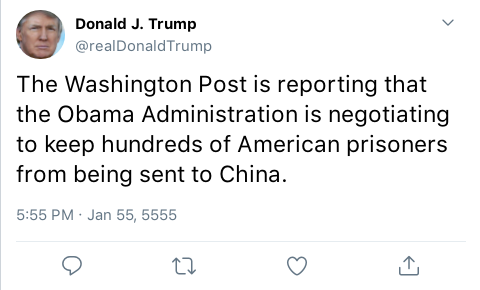 Donald J. Trump
@realDonaldTrump
The Washington Post is reporting that
the Obama Administration is negotiating
to keep hundreds of American prisoners
from being sent to China.
5:55 PM · Jan 55, 5555